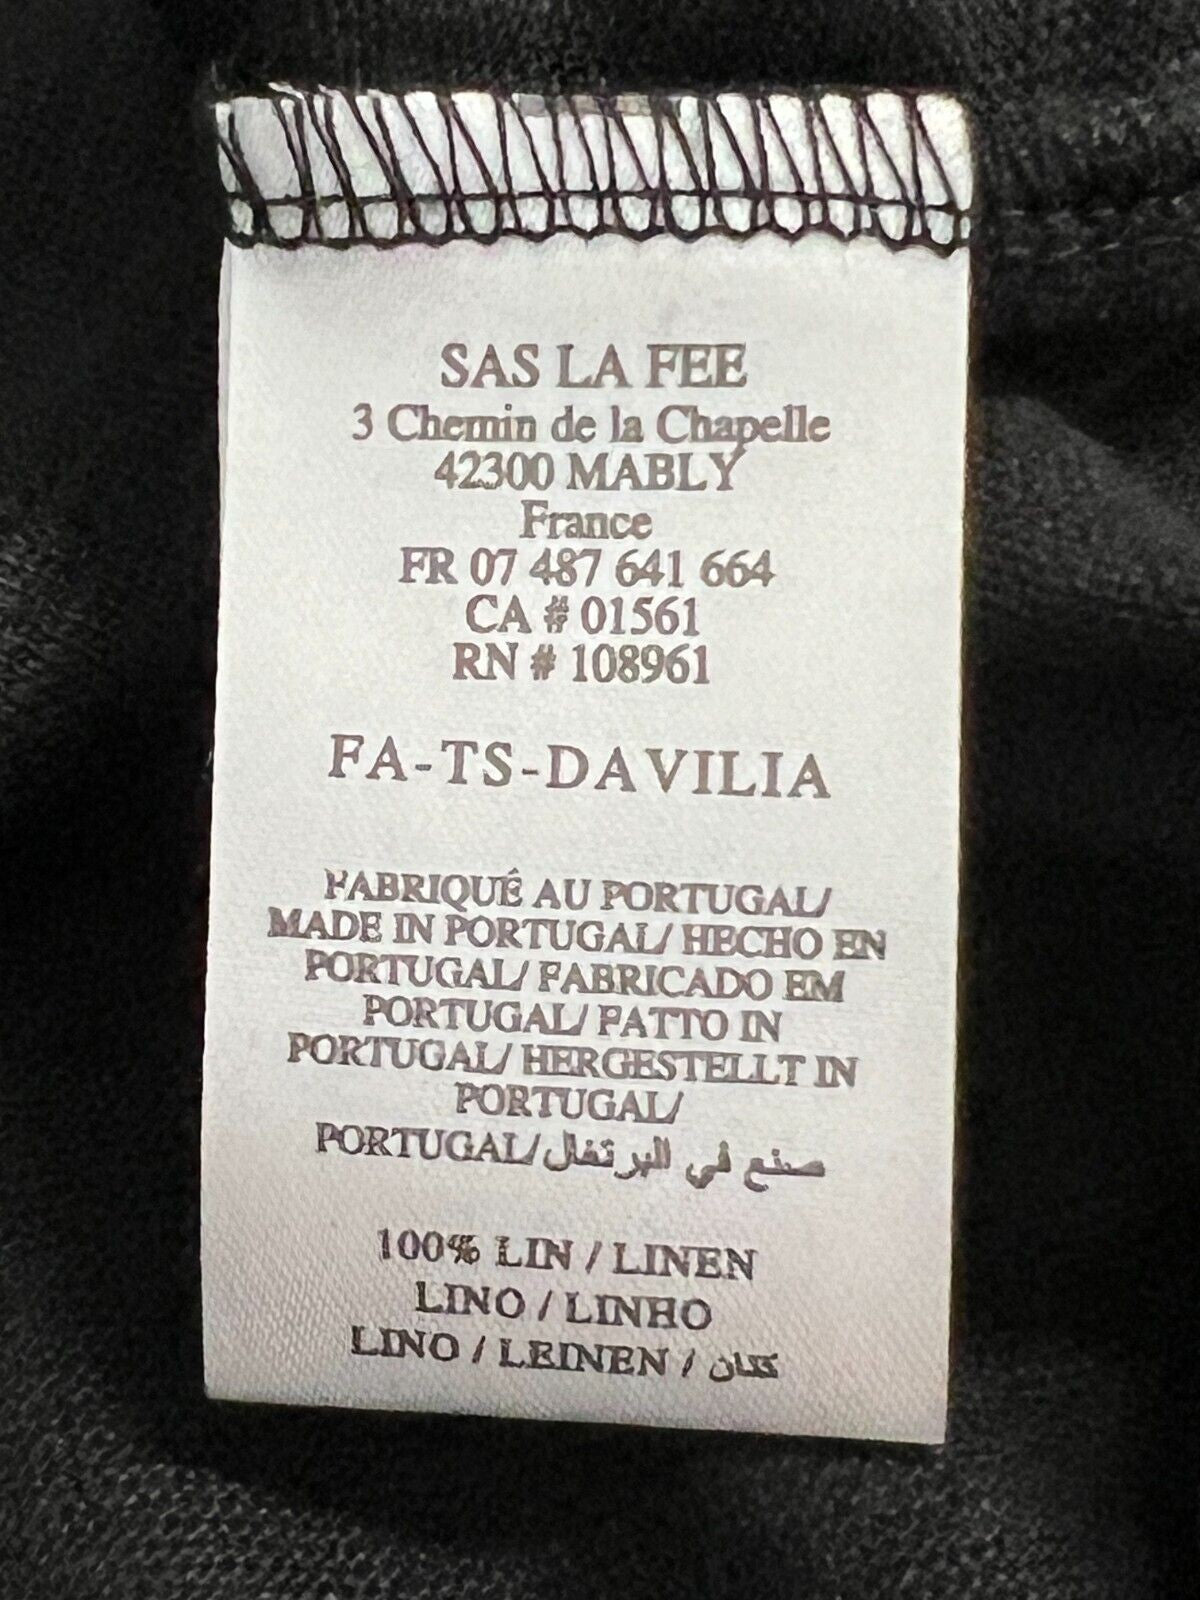 SAS LA FEE
3 Chemin de la Chapelle
42300 MABLY
France
FR 07 487 641 664
CA # 01561
RN # 108961
FA-TS-DAVILIA
FABRIQUÉ AU PORTUGAL/
MADE IN PORTUGAL/ HECHO EN
PORTUGAL/ FABRICADO EM
PORTUGAL/ FATTO IN
PORTUGAL/ HERGESTELLT IN
PORTUGAL/
PORTUGAL/ صنع في البرتغال
100% LIN / LINEN
LINO / LINHO
LINO / LEINEN / كتان